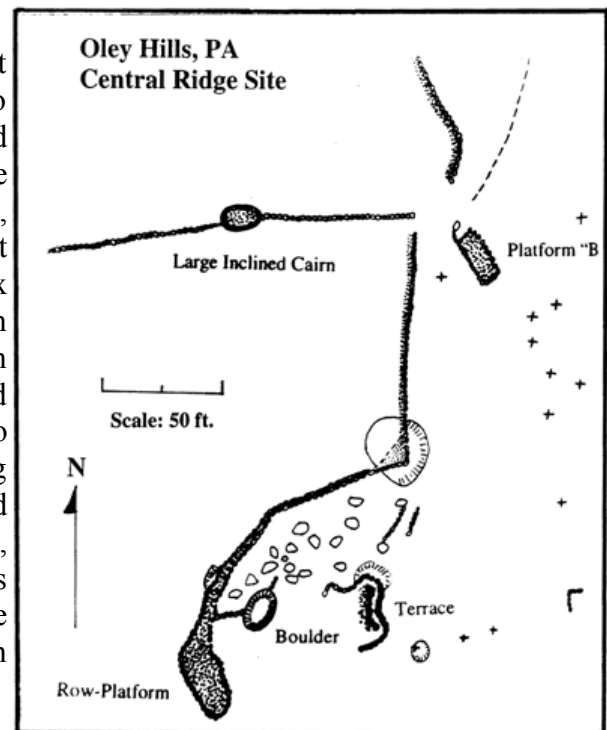 Oley Hills, PA
Central Ridge Site
Platform "B
Large Inclined Cairn
Scale: 50 ft.
N
Terrace
Boulder
Row-Platform